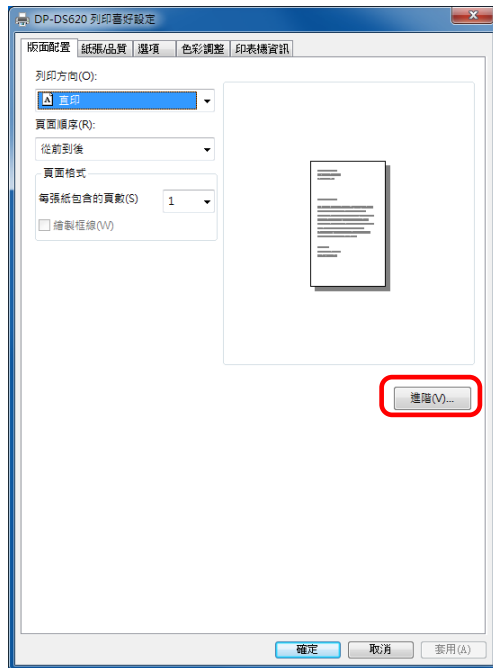 DP-DS620 列印喜好設定
版面配置 紙張/品質 選項 色彩調整 印表機資訊
列印方向(O):
A 直印
頁面順序(R):
從前到後
頁面格式
每張紙包含的頁數(S) 1
繪製框線(W)
進階(V)...
確定 取消 套用(A)